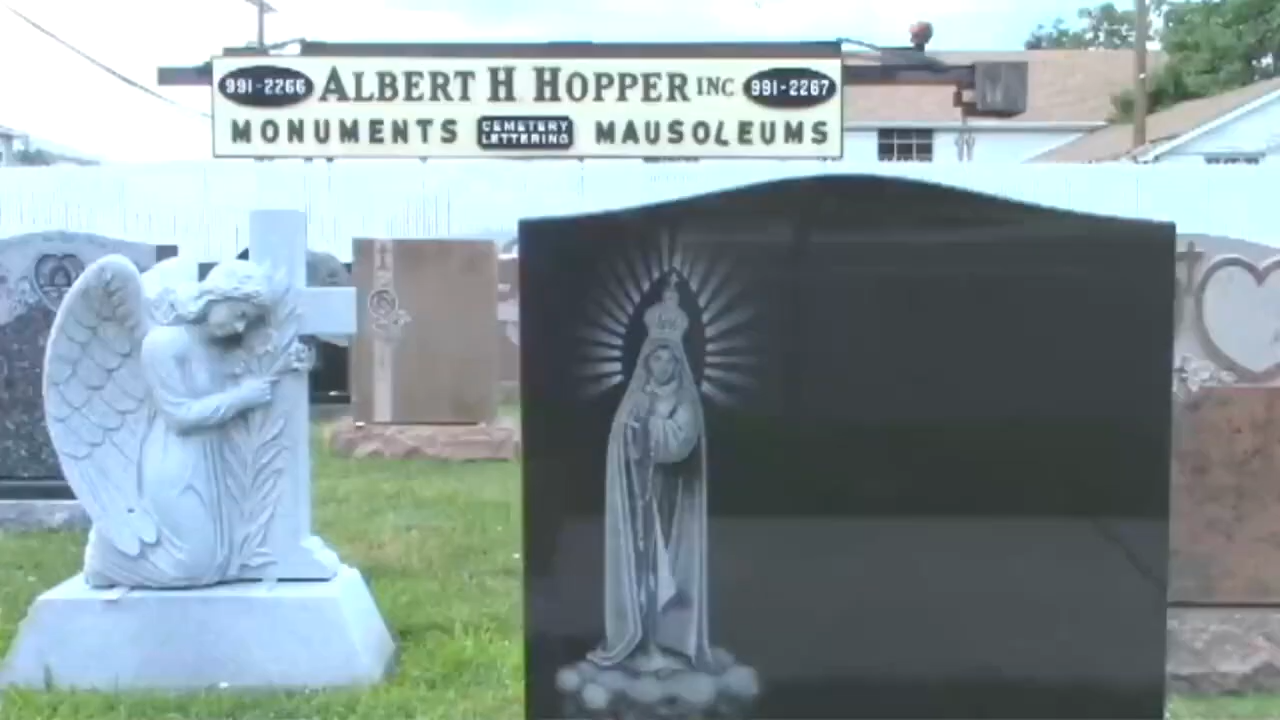 991-2266 ALBERT H. HOPPER INC 991-2267
MONUMENTS CEMETERY LETTERING MAUSOLEUMS